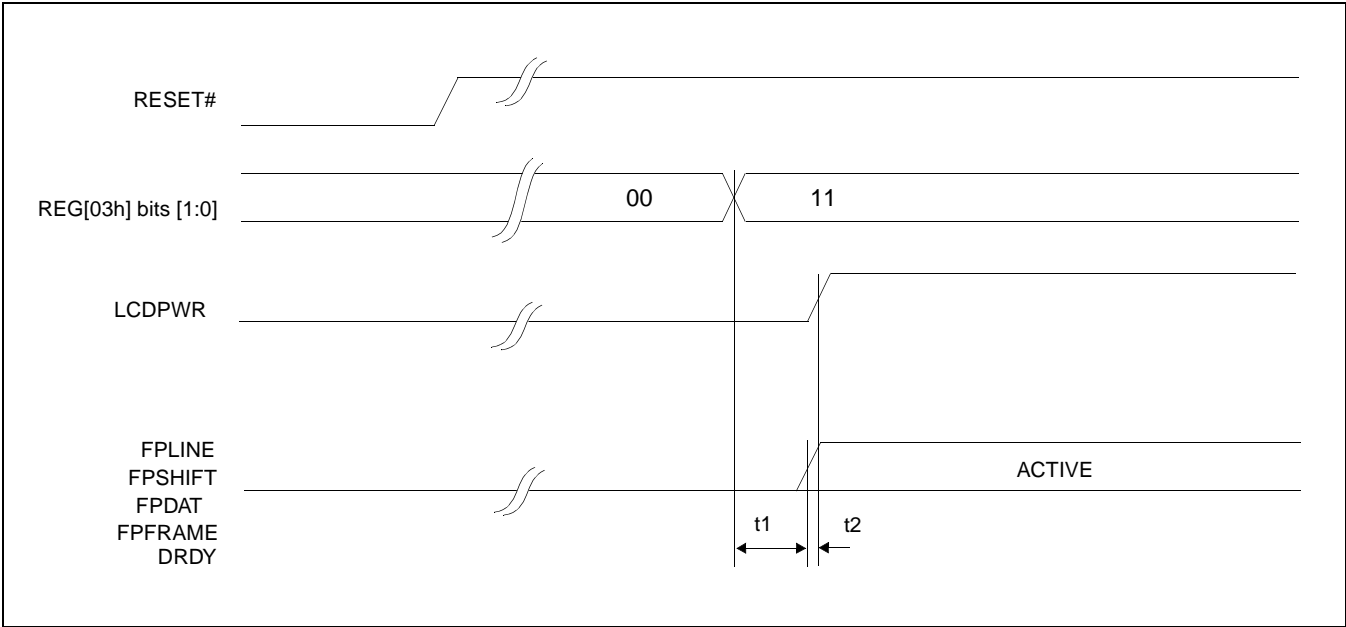 RESET#
REG[03h] bits [1:0]
00
11
LCDPWR
FPLINE
FPSHIFT
FPDAT
FPFRAME
DRDY
ACTIVE
t1
t2